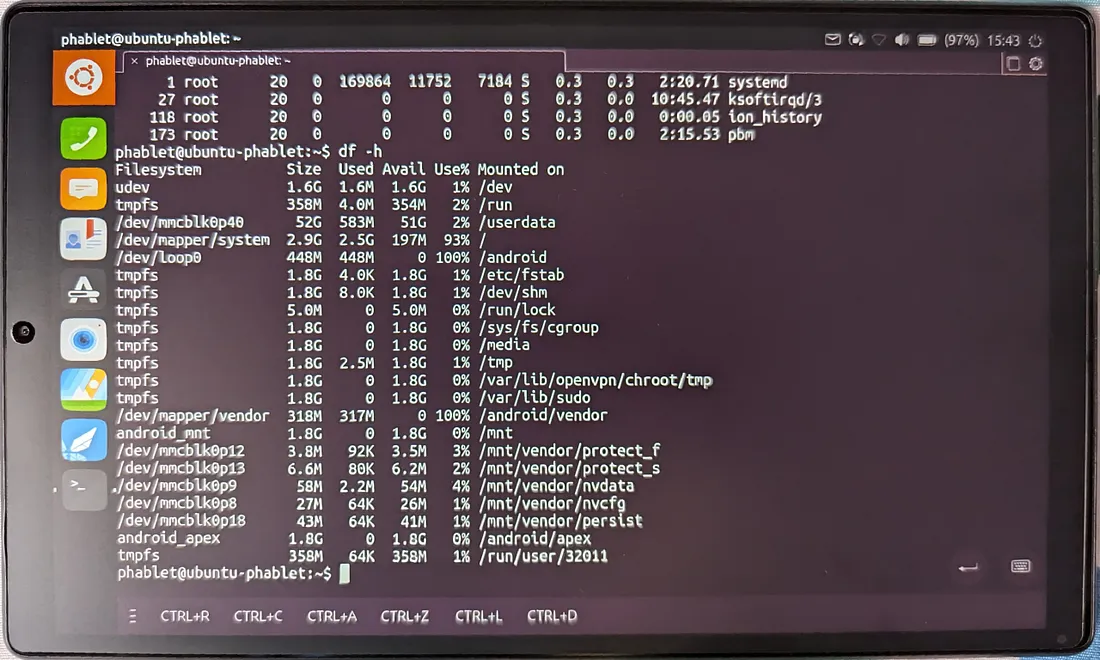 phablet@ubuntu-phablet: ~
(97%) 15:43
× phablet@ubuntu-phablet: ~
1 root 20 0 169864 11752 7184 S 0.3 0.3 2:20.71 systemd
27 root 20 0 0 0 0 S 0.3 0.0 10:45.47 ksoftirqd/3
118 root 20 0 0 0 0 S 0.3 0.0 0:00.05 ion_history
173 root 20 0 0 0 0 S 0.3 0.0 2:15.53 pbm
phablet@ubuntu-phablet:~$ df -h
Filesystem Size Used Avail Use% Mounted on
udev 1.6G 1.6M 1.6G 1% /dev
tmpfs 358M 4.0M 354M 2% /run
/dev/mmcblk0p40 52G 583M 51G 2% /userdata
/dev/mapper/system 2.9G 2.5G 197M 93% /
/dev/loop0 448M 448M 0 100% /android
tmpfs 1.8G 4.0K 1.8G 1% /etc/fstab
tmpfs 1.8G 8.0K 1.8G 1% /dev/shm
tmpfs 5.0M 0 5.0M 0% /run/lock
tmpfs 1.8G 0 1.8G 0% /sys/fs/cgroup
tmpfs 1.8G 0 1.8G 0% /media
tmpfs 1.8G 2.5M 1.8G 1% /tmp
tmpfs 1.8G 0 1.8G 0% /var/lib/openvpn/chroot/tmp
tmpfs 1.8G 0 1.8G 0% /var/lib/sudo
/dev/mapper/vendor 318M 317M 0 100% /android/vendor
android_mnt 1.8G 0 1.8G 0% /mnt
/dev/mmcblk0p12 3.8M 92K 3.5M 3% /mnt/vendor/protect_f
/dev/mmcblk0p13 6.6M 80K 6.2M 2% /mnt/vendor/protect_s
/dev/mmcblk0p9 58M 2.2M 54M 4% /mnt/vendor/nvdata
/dev/mmcblk0p8 27M 64K 26M 1% /mnt/vendor/nvcfg
/dev/mmcblk0p18 43M 64K 41M 1% /mnt/vendor/persist
android_apex 1.8G 0 1.8G 0% /android/apex
tmpfs 358M 64K 358M 1% /run/user/32011
phablet@ubuntu-phablet:~$
CTRL+R CTRL+C CTRL+A CTRL+Z CTRL+L CTRL+D